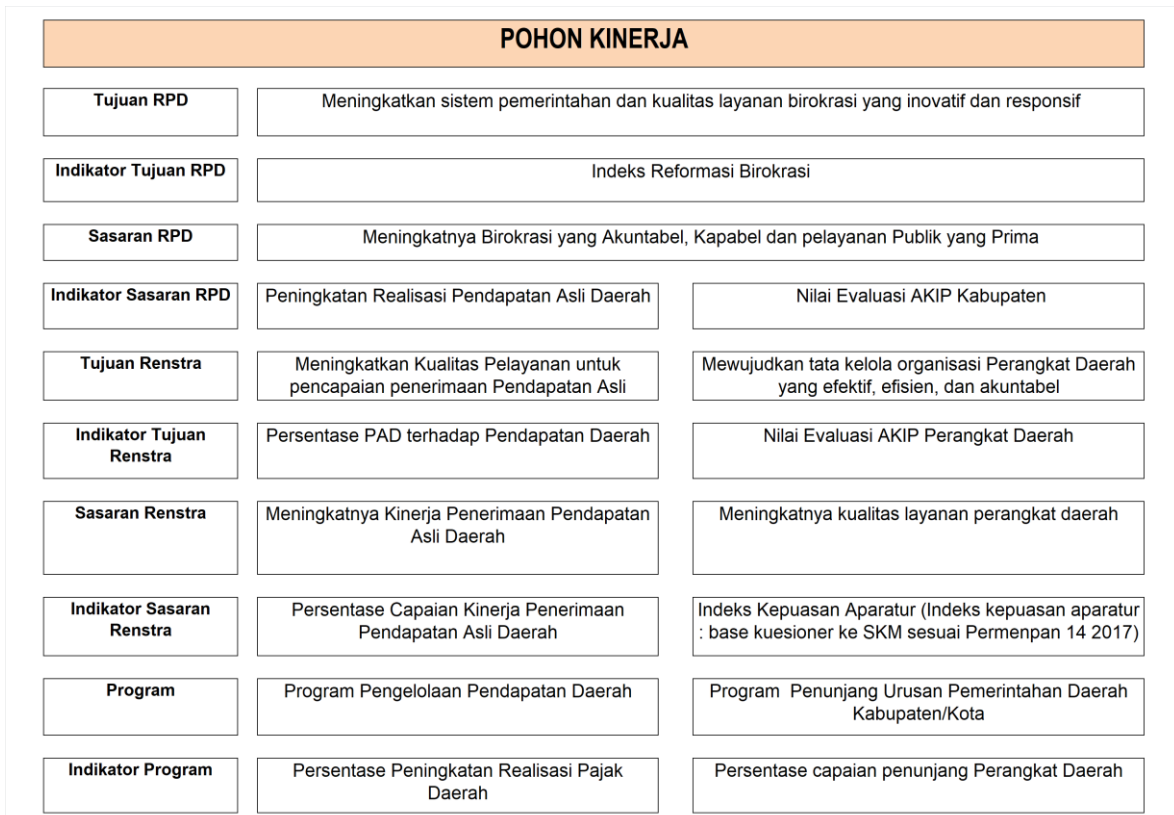 POHON KINERJA
Tujuan RPD
Meningkatkan sistem pemerintahan dan kualitas layanan birokrasi yang inovatif dan responsif
Indikator Tujuan RPD
Indeks Reformasi Birokrasi
Sasaran RPD
Meningkatnya Birokrasi yang Akuntabel, Kapabel dan pelayanan Publik yang Prima
Indikator Sasaran RPD
Peningkatan Realisasi Pendapatan Asli Daerah
Nilai Evaluasi AKIP Kabupaten
Tujuan Renstra
Meningkatkan Kualitas Pelayanan untuk
pencapaian penerimaan Pendapatan Asli
Mewujudkan tata kelola organisasi Perangkat Daerah
yang efektif, efisien, dan akuntabel
Indikator Tujuan
Renstra
Persentase PAD terhadap Pendapatan Daerah
Nilai Evaluasi AKIP Perangkat Daerah
Sasaran Renstra
Meningkatnya Kinerja Penerimaan Pendapatan
Asli Daerah
Meningkatnya kualitas layanan perangkat daerah
Indikator Sasaran
Renstra
Persentase Capaian Kinerja Penerimaan
Pendapatan Asli Daerah
Indeks Kepuasan Aparatur (Indeks kepuasan aparatur
: base kuesioner ke SKM sesuai Permenpan 14 2017)
Program
Program Pengelolaan Pendapatan Daerah
Program Penunjang Urusan Pemerintahan Daerah
Kabupaten/Kota
Indikator Program
Persentase Peningkatan Realisasi Pajak
Daerah
Persentase capaian penunjang Perangkat Daerah